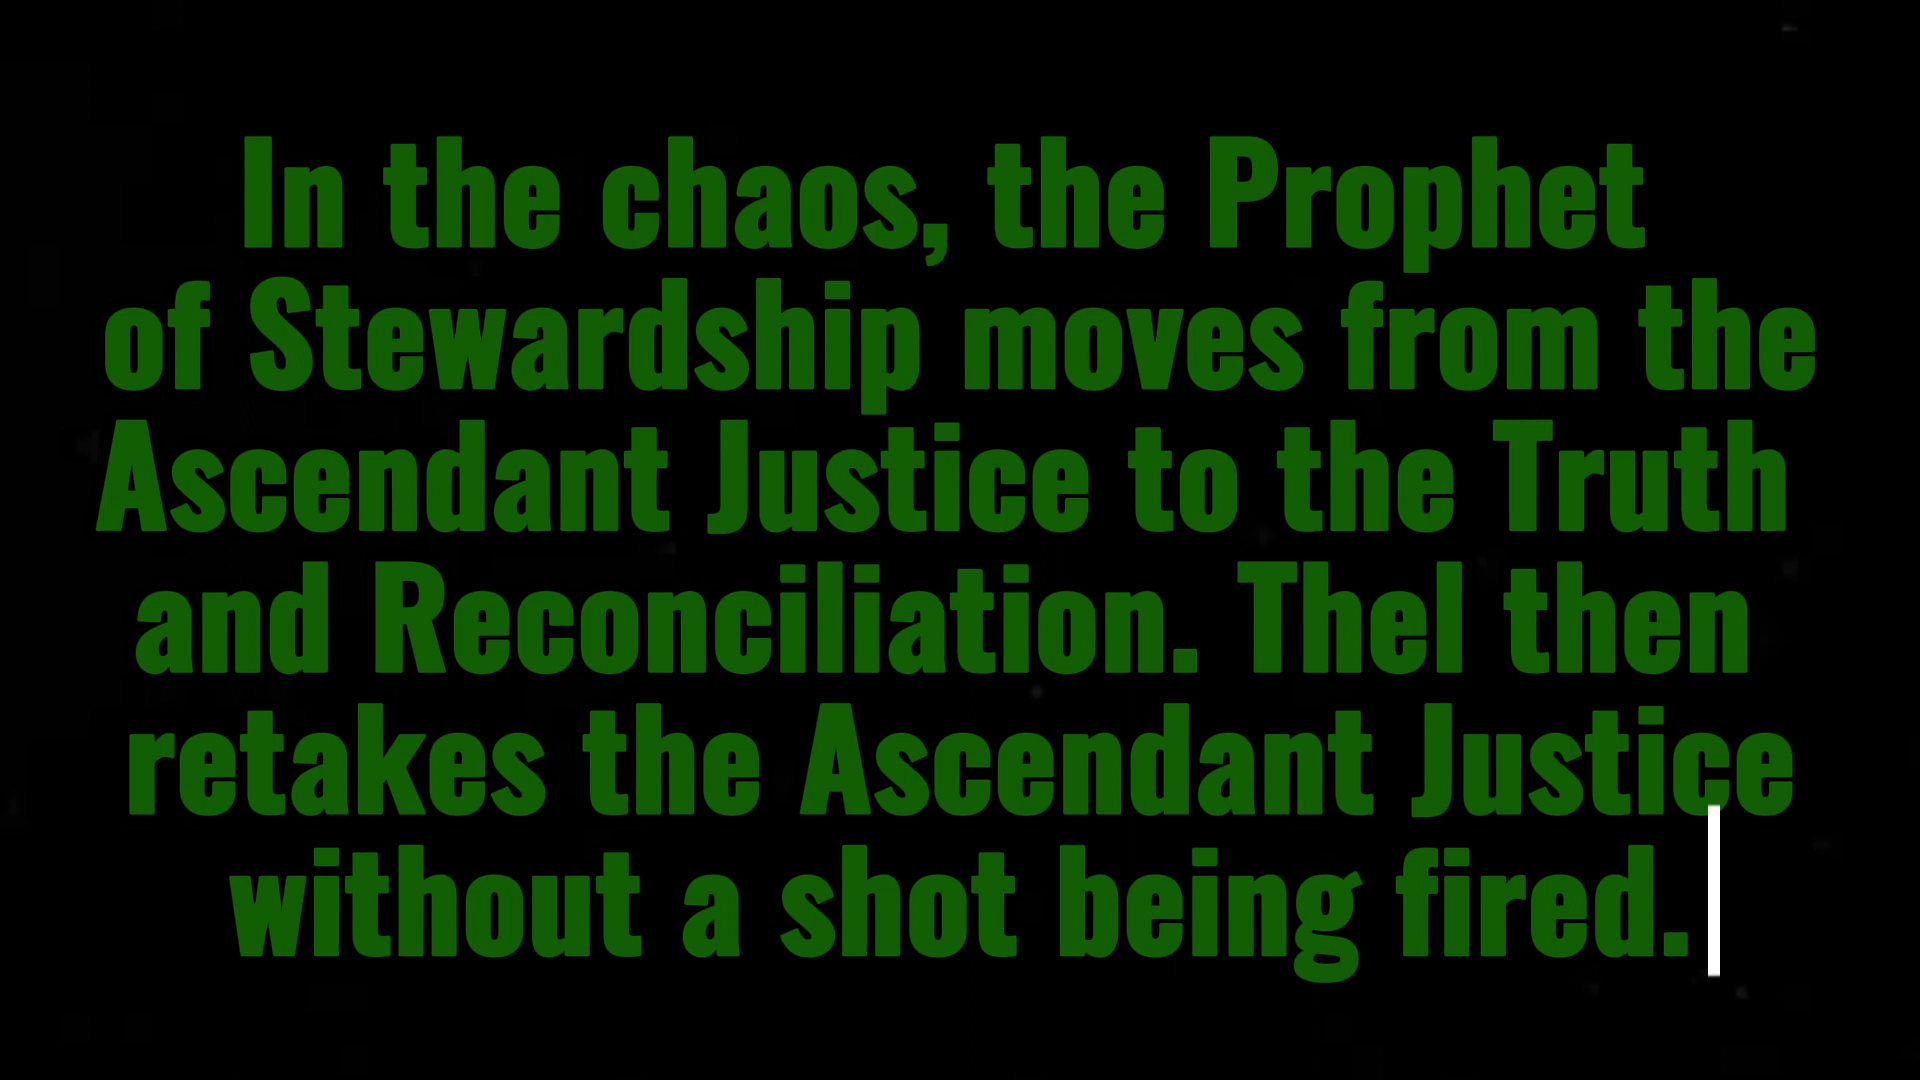 In the chaos, the Prophet
of Stewardship moves from the
Ascendant Justice to the Truth
and Reconciliation. Thel then
retakes the Ascendant Justice
without a shot being fired.